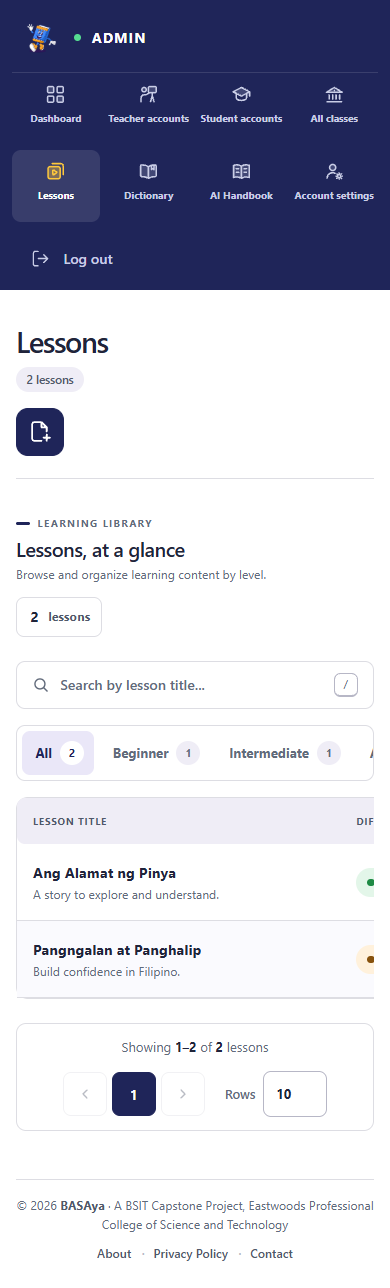 ADMIN
Dashboard
Teacher accounts
Student accounts
All classes
Lessons
Dictionary
AI Handbook
Account settings
Log out
Lessons
2 lessons
LEARNING LIBRARY
Lessons, at a glance
Browse and organize learning content by level.
2 lessons
Search by lesson title...
/
All 2
Beginner 1
Intermediate 1
LESSON TITLE
DIF
Ang Alamat ng Pinya
A story to explore and understand.
Pangngalan at Panghalip
Build confidence in Filipino.
Showing 1–2 of 2 lessons
1
Rows 10
© 2026 BASAya · A BSIT Capstone Project, Eastwoods Professional
College of Science and Technology
About · Privacy Policy · Contact